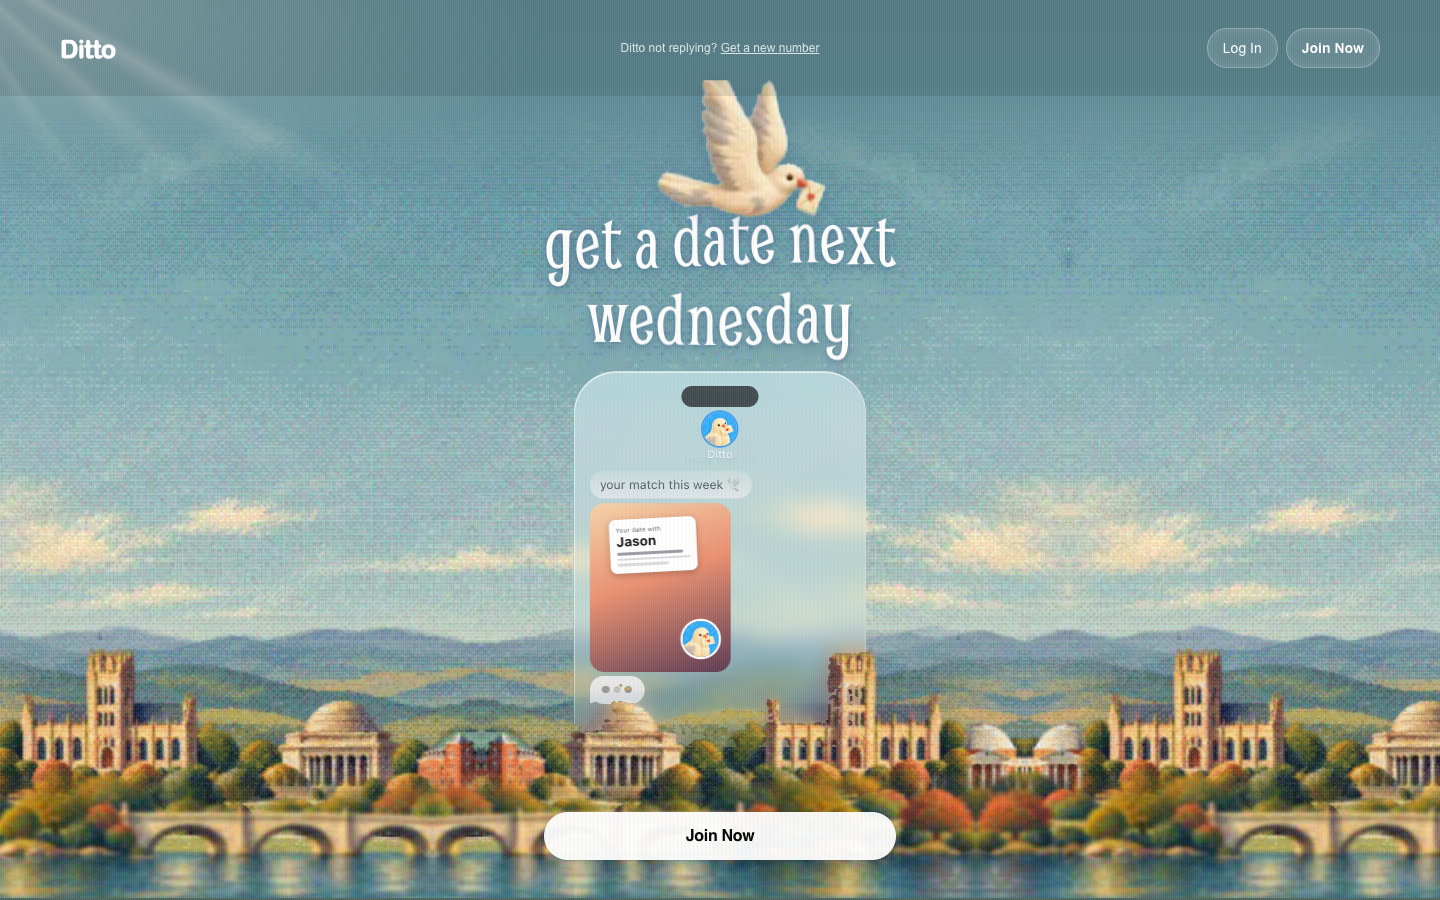 Ditto
Ditto not replying? Get a new number
Log In
Join Now
get a date next
wednesday
Ditto
your match this week
Your date with
Jason
Join Now